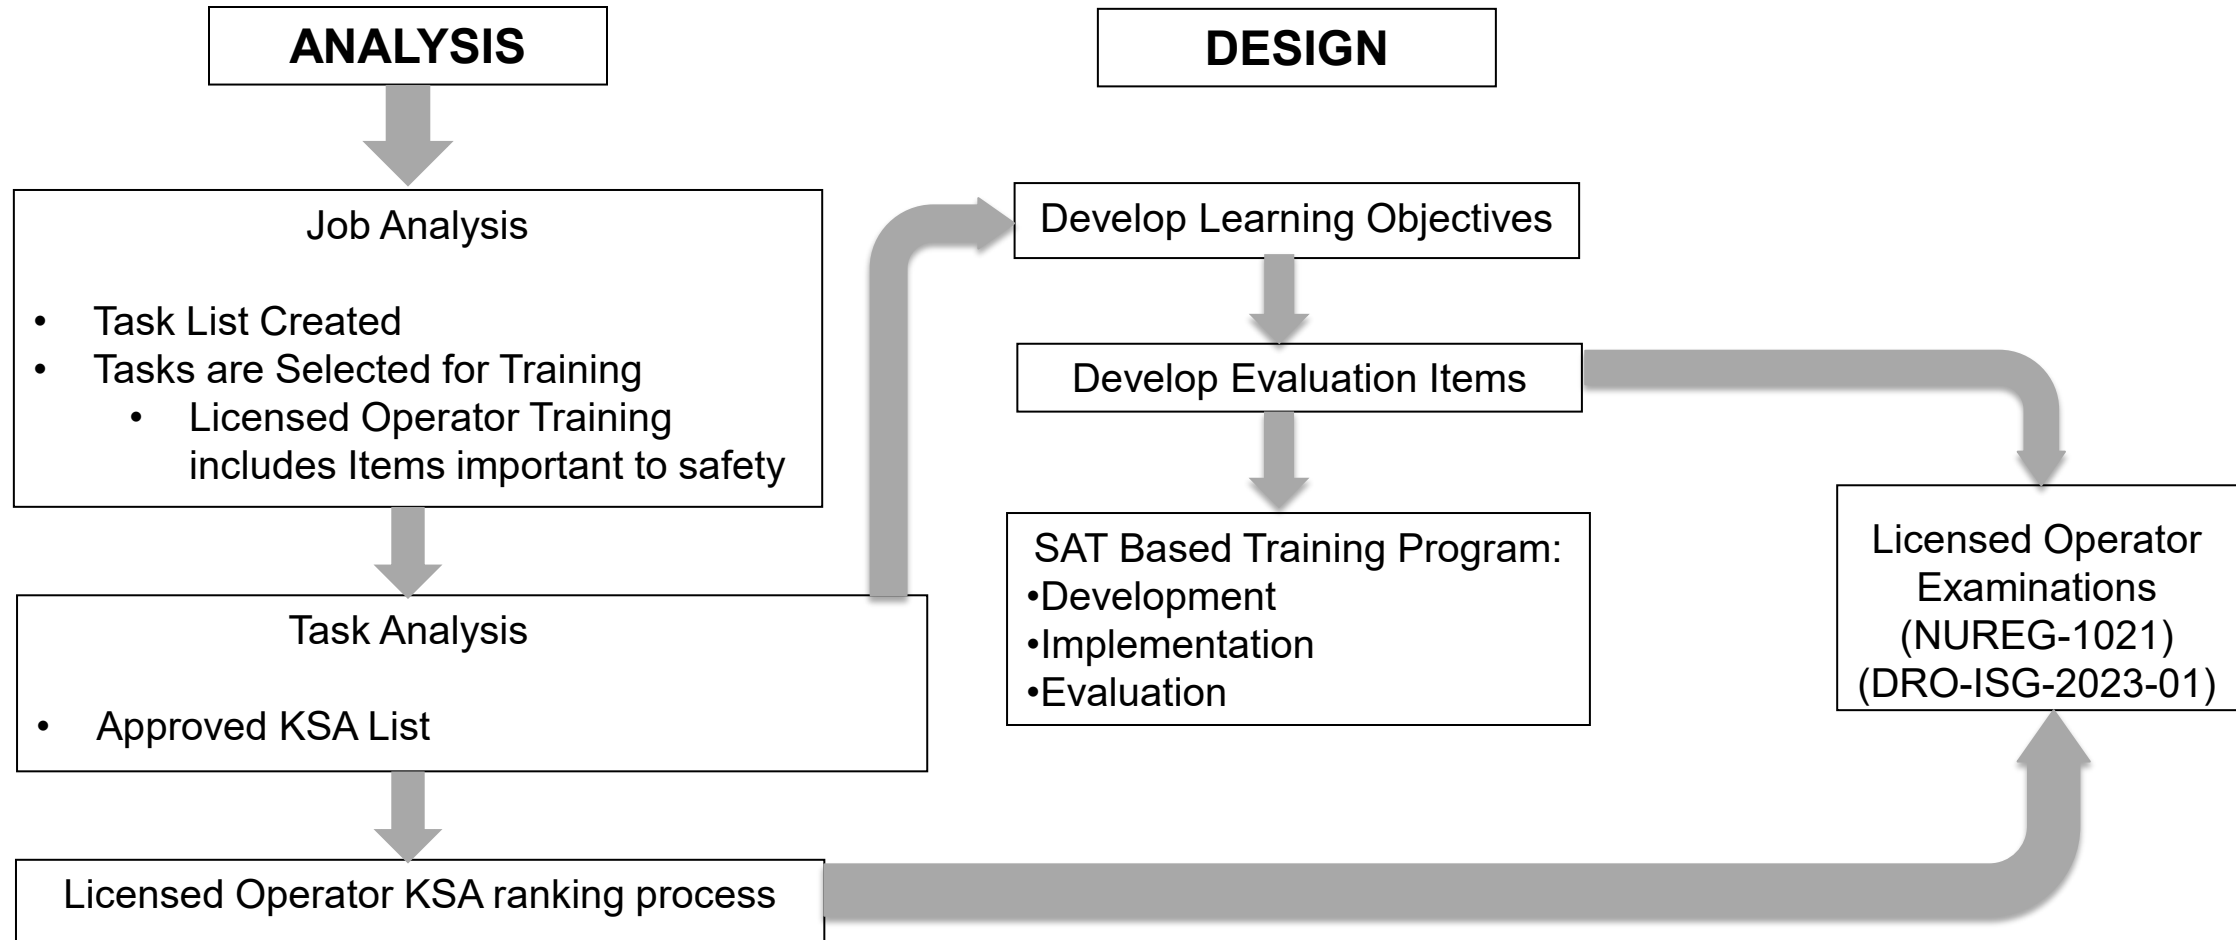 ANALYSIS
DESIGN
Job Analysis
• Task List Created
• Tasks are Selected for Training
• Licensed Operator Training
includes Items important to safety
Task Analysis
• Approved KSA List
Licensed Operator KSA ranking process
Develop Learning Objectives
Develop Evaluation Items
SAT Based Training Program:
•Development
•Implementation
•Evaluation
Licensed Operator
Examinations
(NUREG-1021)
(DRO-ISG-2023-01)